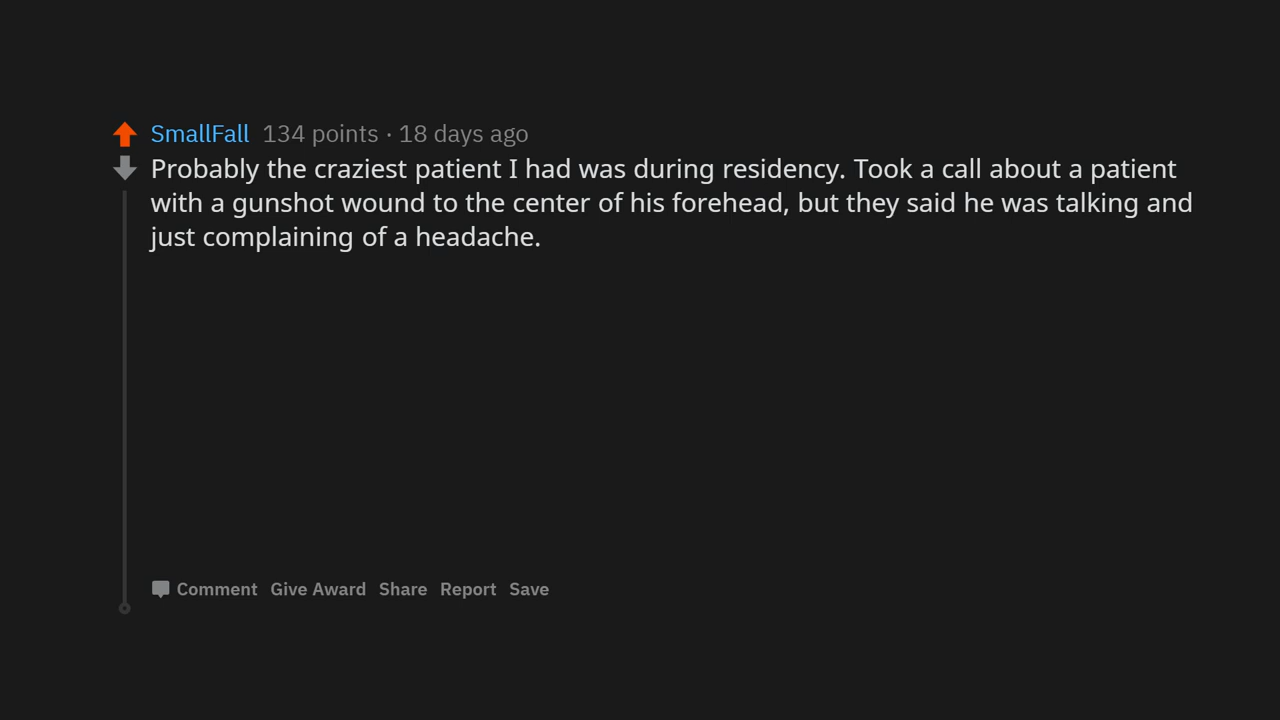 SmallFall 134 points · 18 days ago
Probably the craziest patient I had was during residency. Took a call about a patient
with a gunshot wound to the center of his forehead, but they said he was talking and
just complaining of a headache.
Comment Give Award Share Report Save